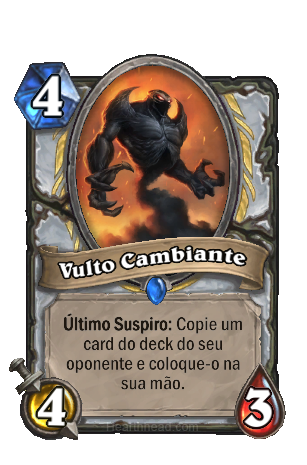 4
Vulto Cambiante
Último Suspiro: Copie um
card do deck do seu
oponente e coloque-o na
sua mão.
4
3